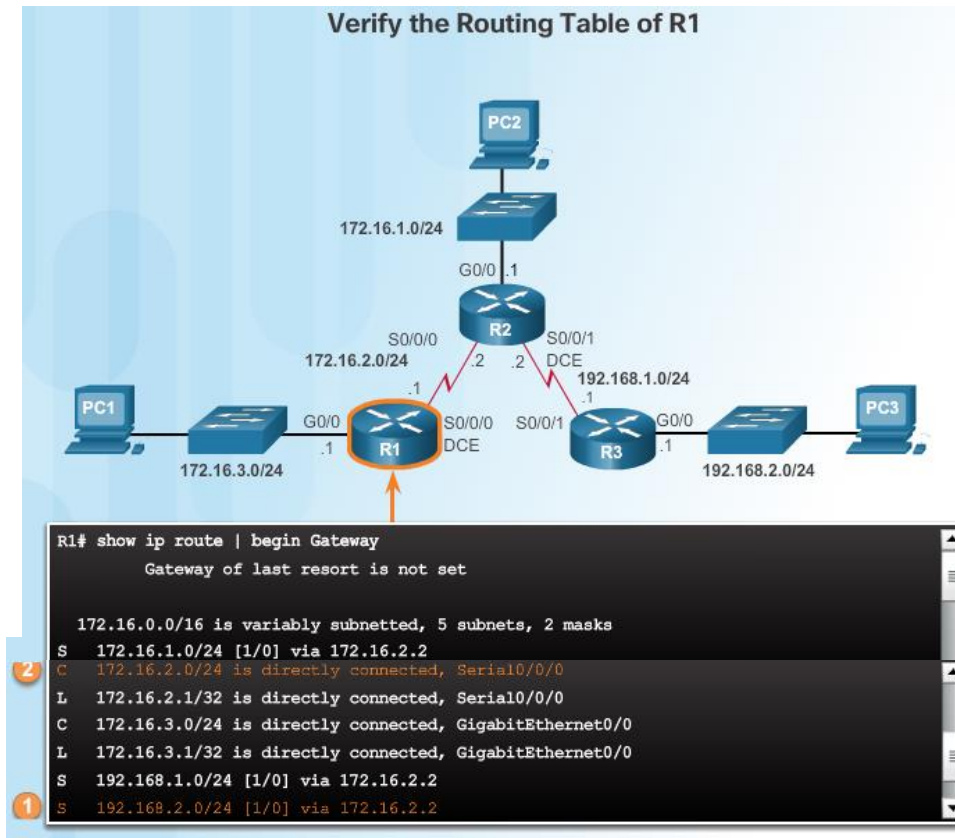 Verify the Routing Table of R1
PC2
172.16.1.0/24
G0/0 .1
R2
S0/0/0
S0/0/1
172.16.2.0/24
.2
.2
DCE
192.168.1.0/24
.1
.1
PC1
G0/0
S0/0/0
S0/0/1
G0/0
PC3
.1
R1
DCE
R3
.1
172.16.3.0/24
192.168.2.0/24
R1# show ip route | begin Gateway
Gateway of last resort is not set
172.16.0.0/16 is variably subnetted, 5 subnets, 2 masks
S 172.16.1.0/24 [1/0] via 172.16.2.2
2 C 172.16.2.0/24 is directly connected, Serial0/0/0
L 172.16.2.1/32 is directly connected, Serial0/0/0
C 172.16.3.0/24 is directly connected, GigabitEthernet0/0
L 172.16.3.1/32 is directly connected, GigabitEthernet0/0
S 192.168.1.0/24 [1/0] via 172.16.2.2
1 S 192.168.2.0/24 [1/0] via 172.16.2.2